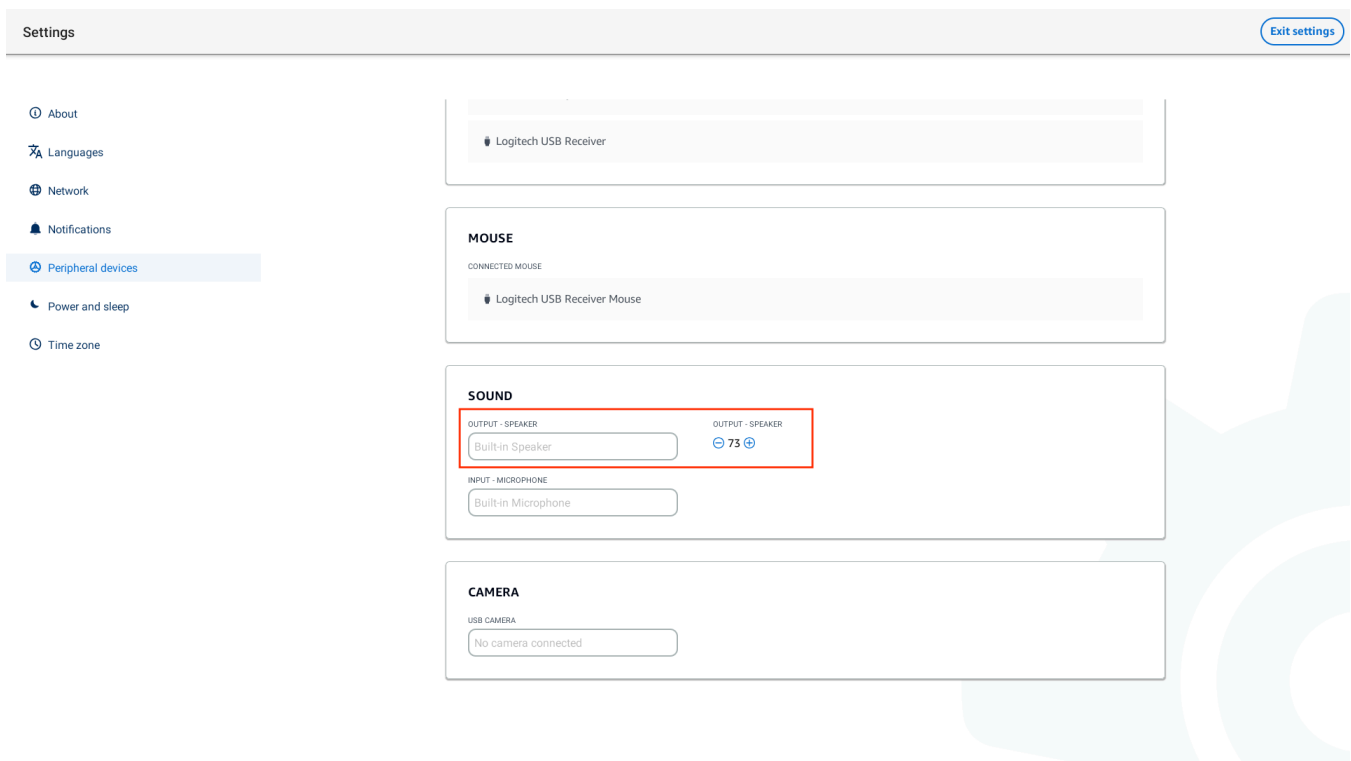 Settings
Exit settings
About
Languages
Network
Notifications
Peripheral devices
Power and sleep
Time zone
Logitech USB Receiver
MOUSE
CONNECTED MOUSE
Logitech USB Receiver Mouse
SOUND
OUTPUT - SPEAKER
OUTPUT - SPEAKER
Built-in Speaker
73
INPUT - MICROPHONE
Built-in Microphone
CAMERA
USB CAMERA
No camera connected